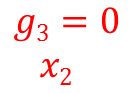 g₃ = 0
x₂